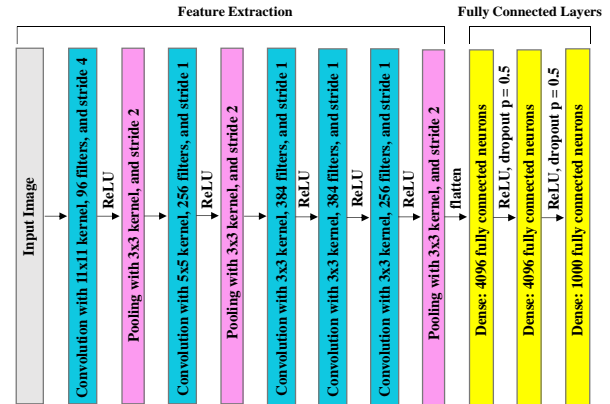 Feature Extraction
Fully Connected Layers
Input Image
Convolution with 11x11 kernel, 96 filters, and stride 4
ReLU
Pooling with 3x3 kernel, and stride 2
Convolution with 5x5 kernel, 256 filters, and stride 1
ReLU
Pooling with 3x3 kernel, and stride 2
Convolution with 3x3 kernel, 384 filters, and stride 1
ReLU
Convolution with 3x3 kernel, 384 filters, and stride 1
ReLU
Convolution with 3x3 kernel, 256 filters, and stride 1
ReLU
Pooling with 3x3 kernel, and stride 2
flatten
Dense: 4096 fully connected neurons
ReLU, dropout p = 0.5
Dense: 4096 fully connected neurons
ReLU, dropout p = 0.5
Dense: 1000 fully connected neurons